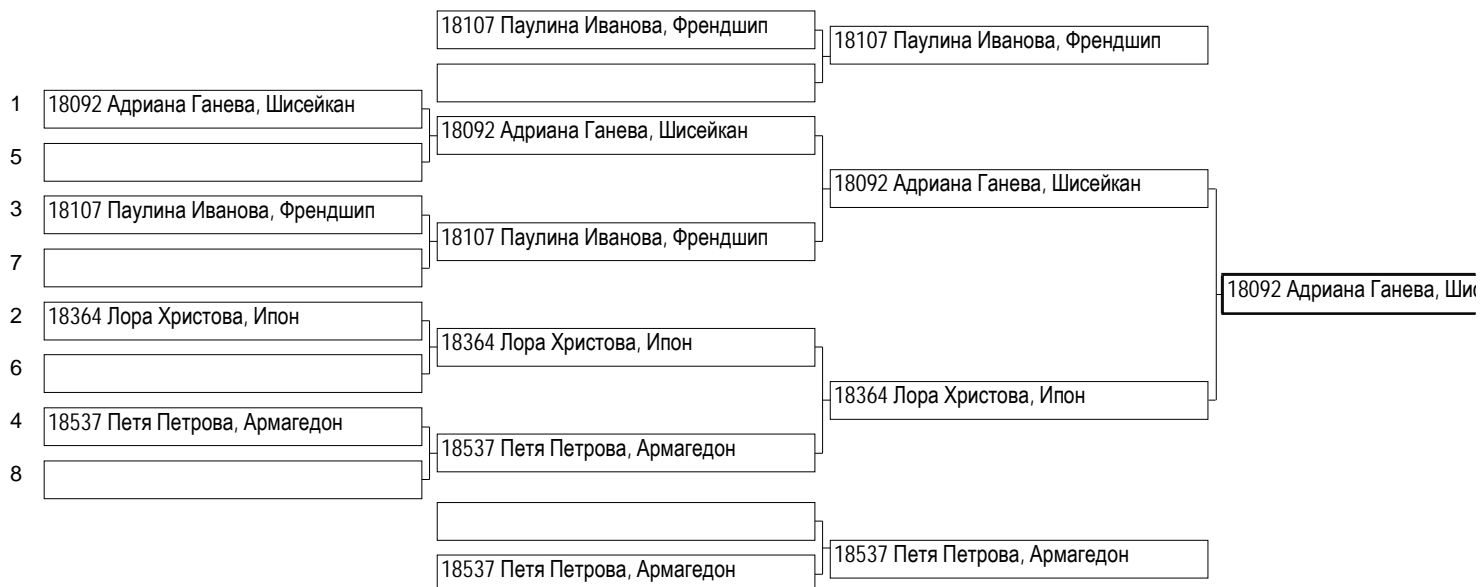 18107 Паулина Иванова, Френдшип
18107 Паулина Иванова, Френдшип
1 18092 Адриана Ганева, Шисейкан
18092 Адриана Ганева, Шисейкан
5
18092 Адриана Ганева, Шисейкан
3 18107 Паулина Иванова, Френдшип
18107 Паулина Иванова, Френдшип
7
18092 Адриана Ганева,
2 18364 Лора Христова, Ипон
18364 Лора Христова, Ипон
6
18364 Лора Христова, Ипон
4 18537 Петя Петрова, Армагедон
18537 Петя Петрова, Армагедон
8
18537 Петя Петрова, Армагедон
18537 Петя Петрова, Армагедон